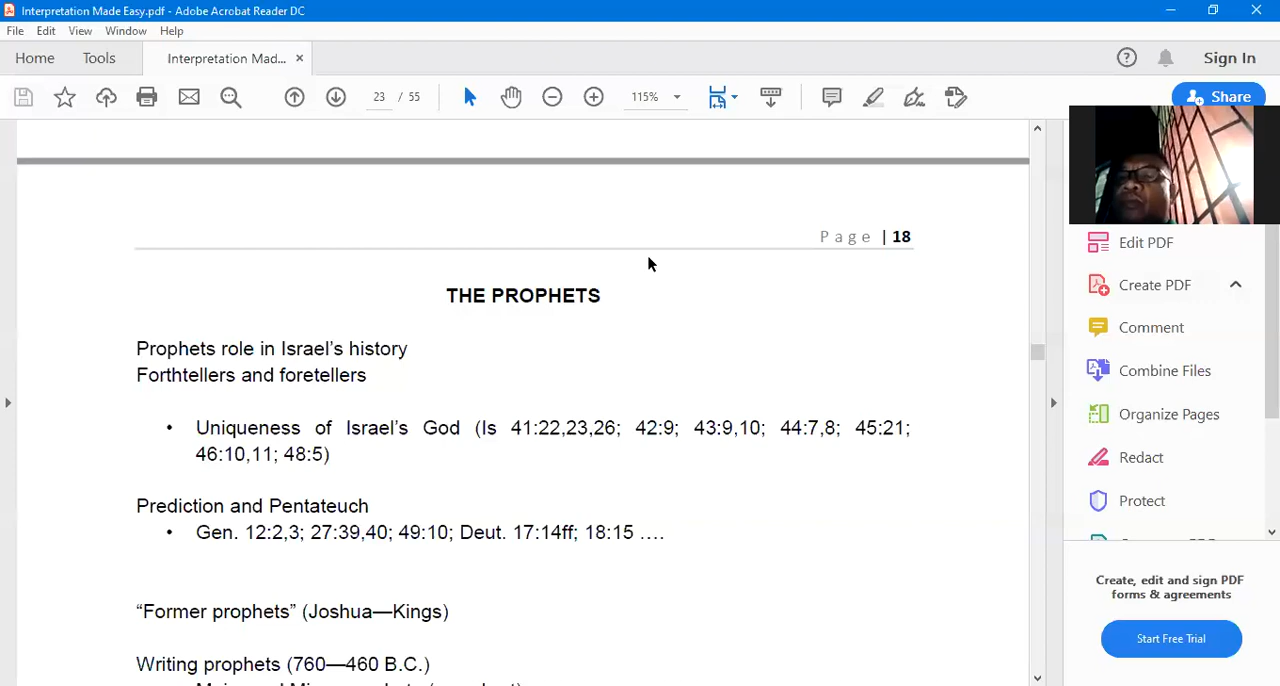 Interpretation Made Easy.pdf - Adobe Acrobat Reader DC
File Edit View Window Help
Home Tools Interpretation Mad... × Sign In
23 / 55 115% Share
Page | 18
THE PROPHETS
Prophets role in Israel’s history
Forthtellers and foretellers
• Uniqueness of Israel’s God (Is 41:22,23,26; 42:9; 43:9,10; 44:7,8; 45:21;
46:10,11; 48:5)
Prediction and Pentateuch
• Gen. 12:2,3; 27:39,40; 49:10; Deut. 17:14ff; 18:15 ….
“Former prophets” (Joshua—Kings)
Writing prophets (760—460 B.C.)
Edit PDF
Create PDF
Comment
Combine Files
Organize Pages
Redact
Protect
Create, edit and sign PDF
forms & agreements
Start Free Trial